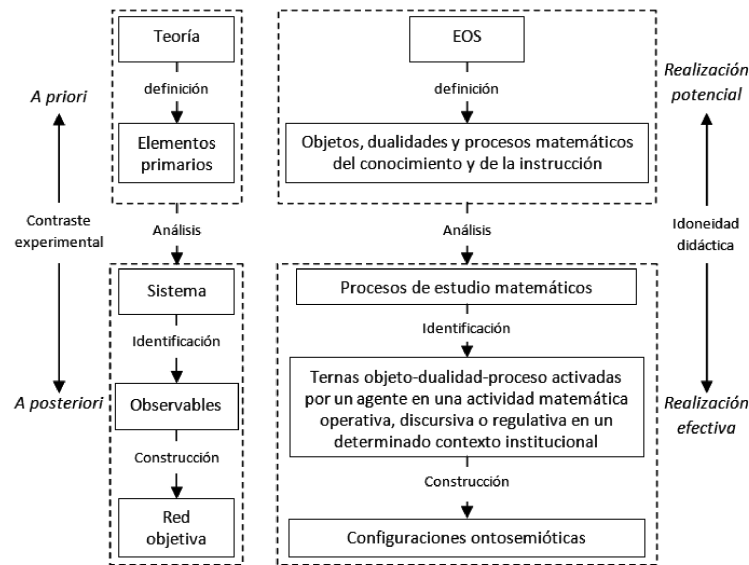 Teoría
EOS
Realización
potencial
A priori
definición
definición
Elementos
primarios
Objetos, dualidades y procesos matemáticos
del conocimiento y de la instrucción
Contraste
experimental
Análisis
Análisis
Idoneidad
didáctica
Sistema
Procesos de estudio matemáticos
Identificación
Identificación
A posteriori
Observables
Ternas objeto-dualidad-proceso activadas
por un agente en una actividad matemática
operativa, discursiva o regulativa en un
determinado contexto institucional
Realización
efectiva
Construcción
Construcción
Red
objetiva
Configuraciones ontosemióticas